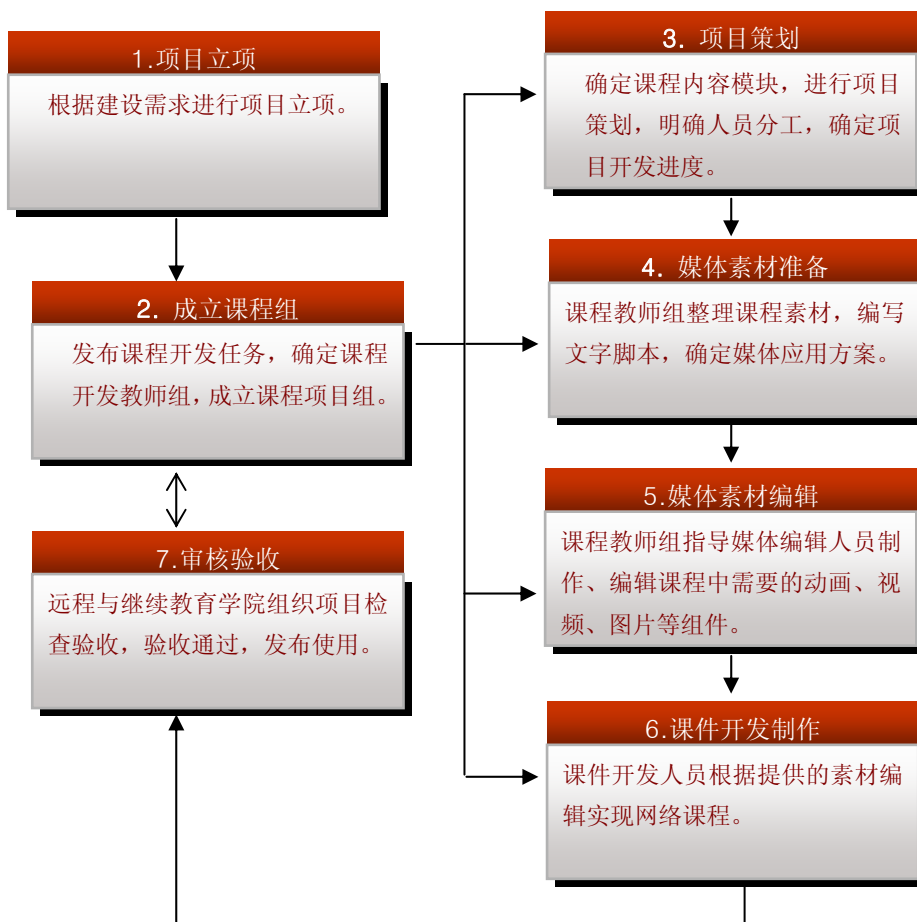 1.项目立项
根据建设需求进行项目立项。
2. 成立课程组
发布课程开发任务，确定课程
开发教师组，成立课程项目组。
3. 项目策划
确定课程内容模块，进行项目
策划，明确人员分工，确定项
目开发进度。
4. 媒体素材准备
课程教师组整理课程素材，编写
文字脚本，确定媒体应用方案。
5.媒体素材编辑
课程教师组指导媒体编辑人员制
作、编辑课程中需要的动画、视
频、图片等组件。
6.课件开发制作
课件开发人员根据提供的素材编
辑实现网络课程。
7.审核验收
远程与继续教育学院组织项目检
查验收，验收通过，发布使用。